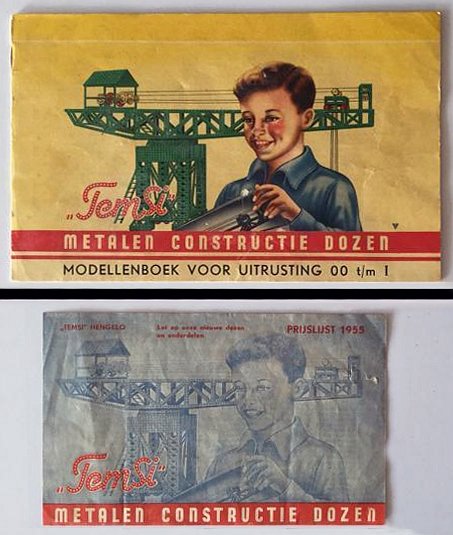 „Temsi"
METALEN CONSTRUCTIE DOZEN
MODELLENBOEK VOOR UITRUSTING 00 t/m I
„TEMSI" HENGELO
Let op onze nieuwe dozen
en onderdelen
PRIJSLIJST 1955
„Temsi"
METALEN CONSTRUCTIE DOZEN